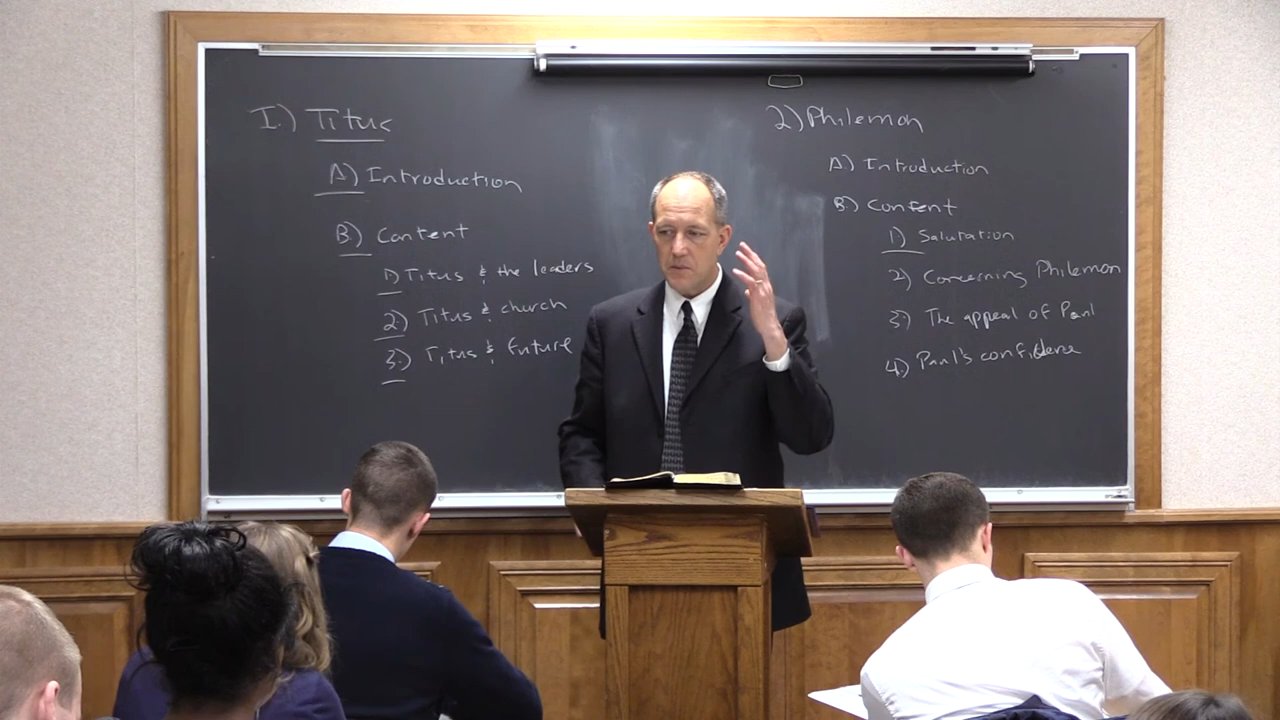 I.) Titus
A) Introduction
B.) Content
1) Titus & the leaders
2.) Titus & church
3.) Titus & future
2) Philemon
A.) Introduction
B.) Content
1) Salutation
2) Concerning Philemon
3.) The appeal of Paul
4.) Paul's confidence